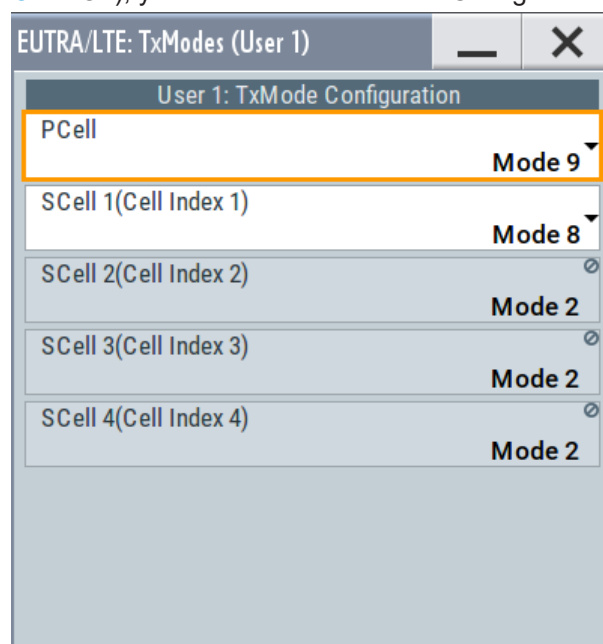 EUTRA/LTE: TxModes (User 1)
User 1: TxMode Configuration
PCell
Mode 9
SCell 1(Cell Index 1)
Mode 8
SCell 2(Cell Index 2)
Mode 2
SCell 3(Cell Index 3)
Mode 2
SCell 4(Cell Index 4)
Mode 2